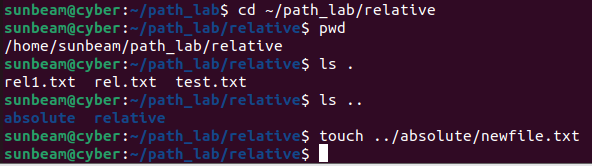 sunbeam@cyber:~/path_lab$ cd ~/path_lab/relative
sunbeam@cyber:~/path_lab/relative$ pwd
/home/sunbeam/path_lab/relative
sunbeam@cyber:~/path_lab/relative$ ls .
rel1.txt  rel.txt  test.txt
sunbeam@cyber:~/path_lab/relative$ ls ..
absolute  relative
sunbeam@cyber:~/path_lab/relative$ touch ../absolute/newfile.txt
sunbeam@cyber:~/path_lab/relative$